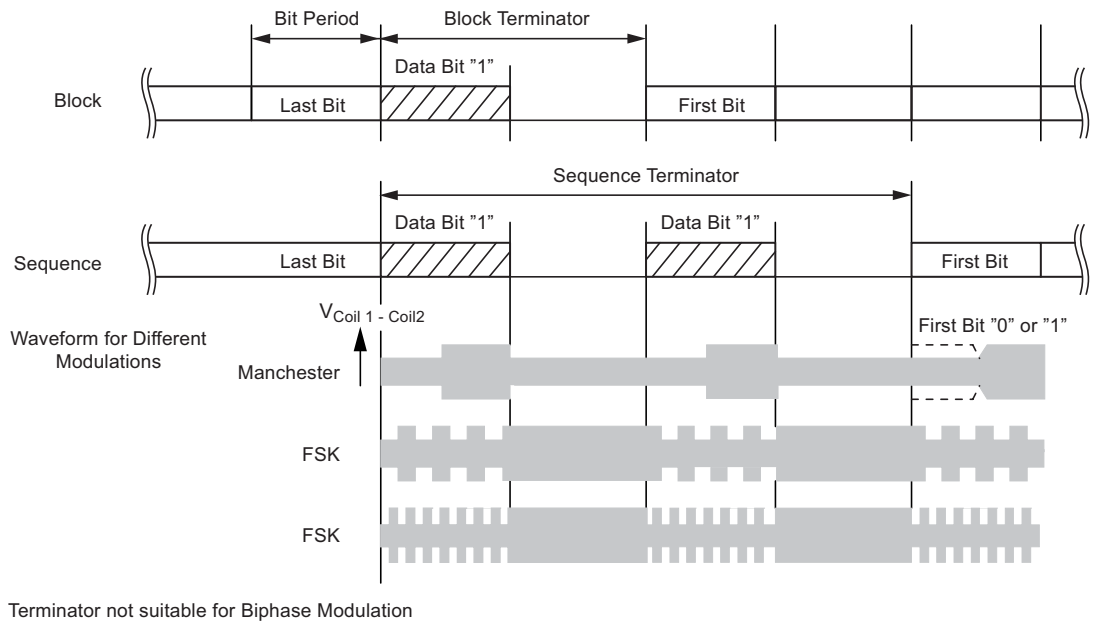 Bit Period
Block Terminator
Data Bit ”1”
Block
Last Bit
First Bit
Sequence Terminator
Data Bit ”1”
Data Bit ”1”
Sequence
Last Bit
First Bit
VCoil 1 - Coil2
Waveform for Different
Modulations
First Bit ”0” or ”1”
Manchester
FSK
FSK
Terminator not suitable for Biphase Modulation